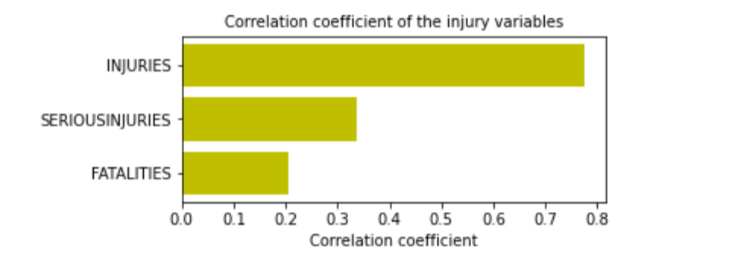 Correlation coefficient of the injury variables
INJURIES
SERIOUSINJURIES
FATALITIES
0.0 0.1 0.2 0.3 0.4 0.5 0.6 0.7 0.8
Correlation coefficient